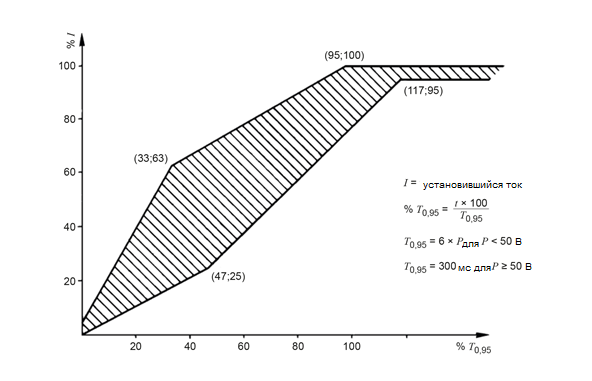 % I
100
(95;100)
(117;95)
80
(33;63)
60
I = установившийся ток
% T0,95 = t × 100
T0,95
40
T0,95 = 6 × P для P < 50 В
(47;25)
T0,95 = 300 мс для P ≥ 50 В
20
20 40 60 80 100 % T0,95